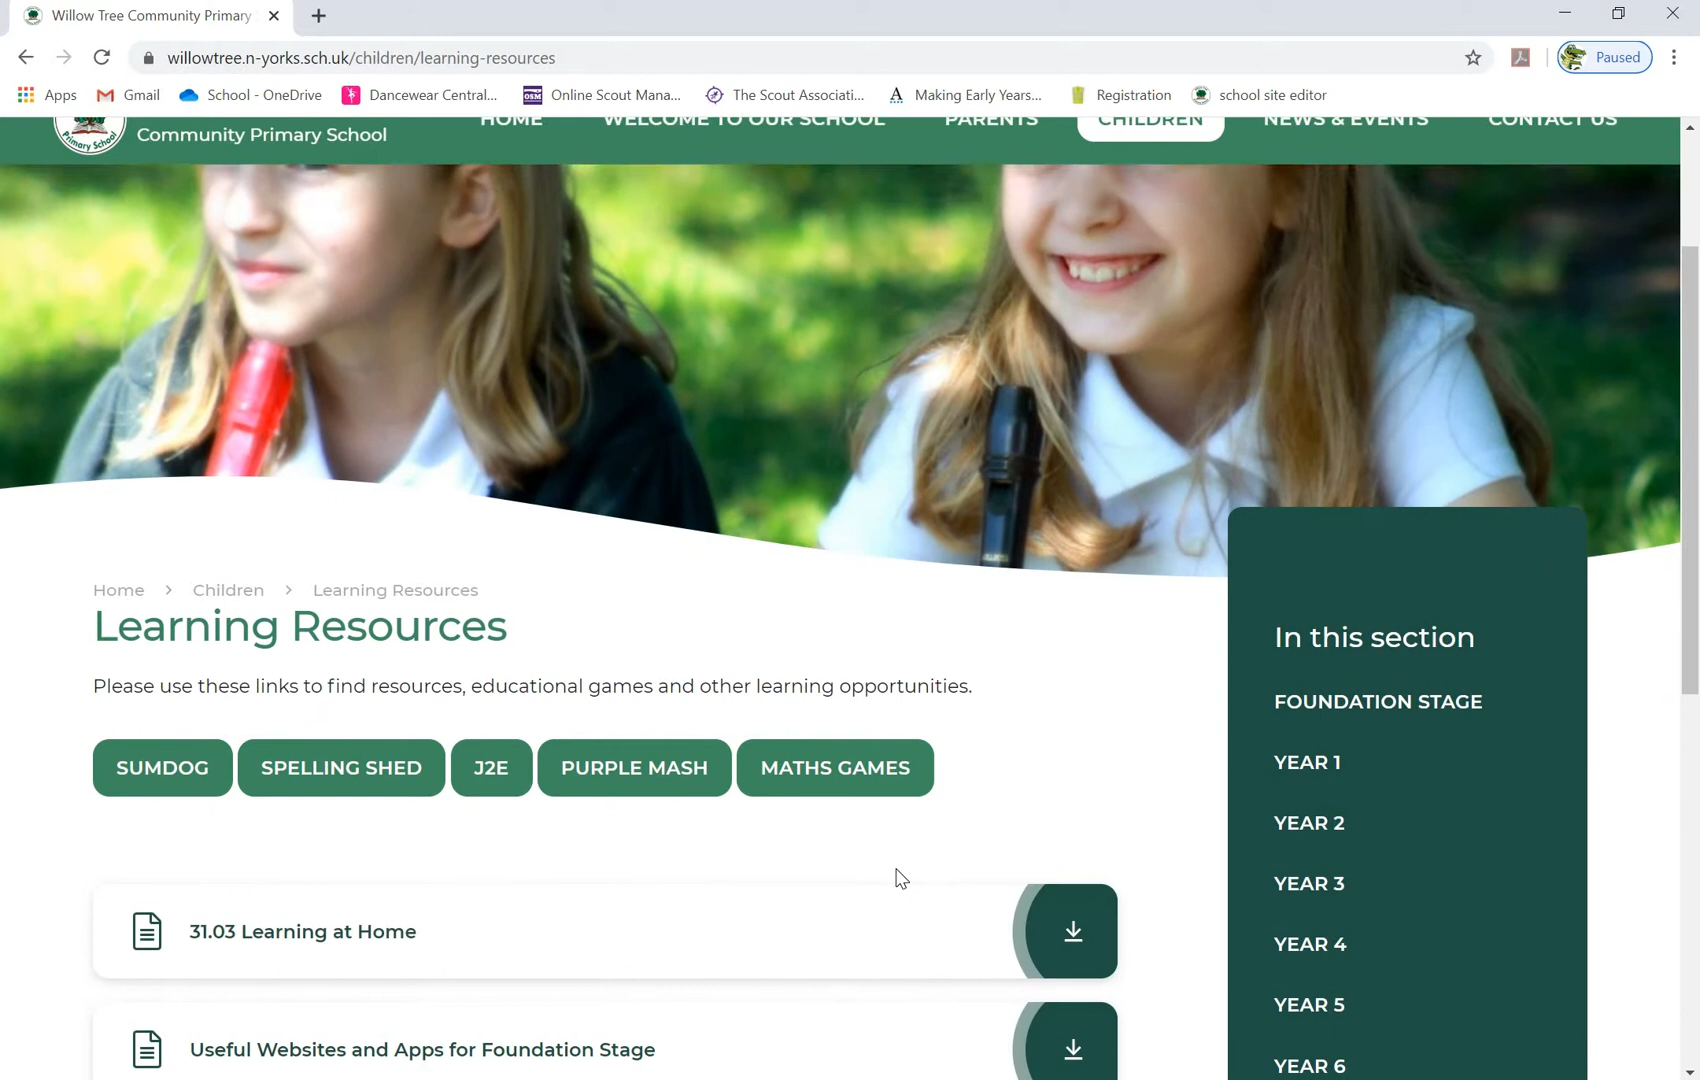 Willow Tree Community Primary
willowtree.n-yorks.sch.uk/children/learning-resources
Paused
Apps
Gmail
School - OneDrive
Dancewear Central...
OSM
Online Scout Mana...
The Scout Associati...
Making Early Years...
Registration
school site editor
Primary School
Community Primary School
HOME
WELCOME TO OUR SCHOOL
PARENTS
CHILDREN
NEWS & EVENTS
CONTACT US
Home > Children > Learning Resources
Learning Resources
Please use these links to find resources, educational games and other learning opportunities.
SUMDOG
SPELLING SHED
J2E
PURPLE MASH
MATHS GAMES
31.03 Learning at Home
Useful Websites and Apps for Foundation Stage
In this section
FOUNDATION STAGE
YEAR 1
YEAR 2
YEAR 3
YEAR 4
YEAR 5
YEAR 6